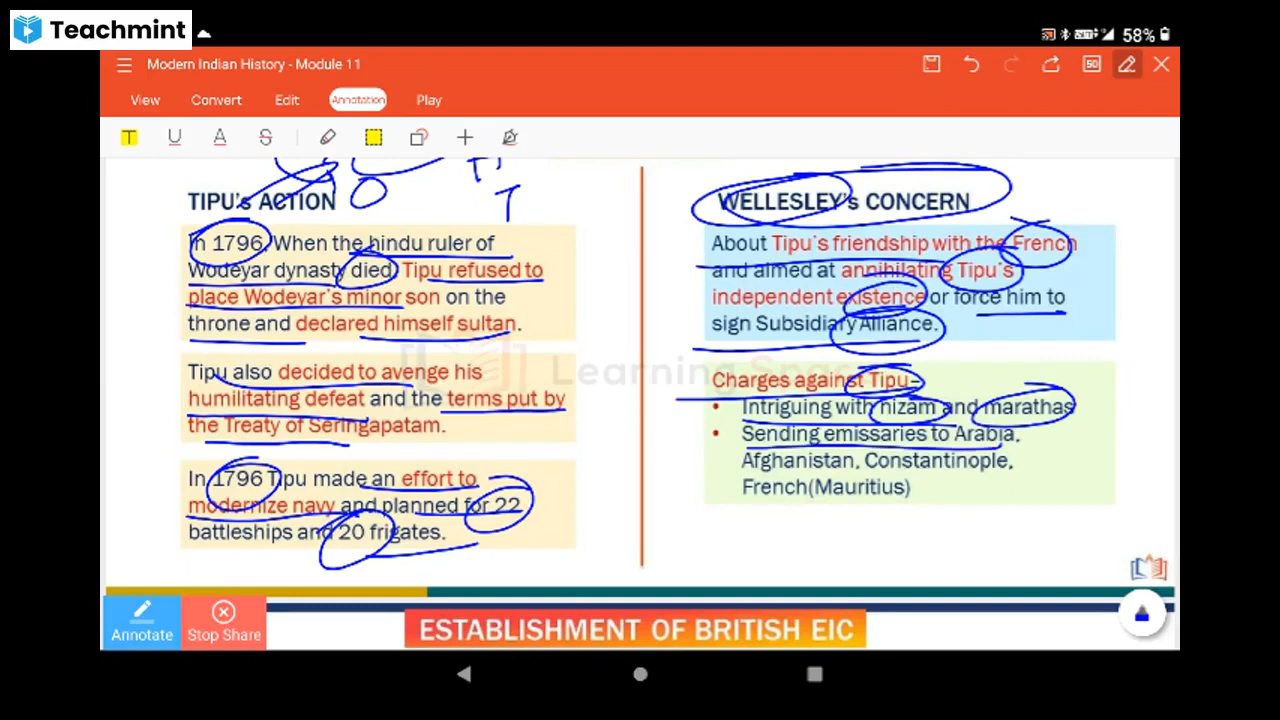 Teachmint
58%
Modern Indian History - Module 11
50
View Convert Edit Annotation Play
T U A S
TIPU's ACTION
In 1796, When the hindu ruler of
Wodeyar dynasty died, Tipu refused to
place Wodeyar's minor son on the
throne and declared himself sultan.
Tipu also decided to avenge his
humilitating defeat and the terms put by
the Treaty of Seringapatam.
In 1796 Tipu made an effort to
modernize navy and planned for 22
battleships and 20 frigates.
WELLESLEY's CONCERN
About Tipu's friendship with the French
and aimed at annihilating Tipu's
independent existence or force him to
sign Subsidiary Alliance.
Charges against Tipu-
• Intriguing with nizam and marathas
• Sending emissaries to Arabia,
Afghanistan, Constantinople,
French(Mauritius)
Learning Space
Annotate Stop Share
ESTABLISHMENT OF BRITISH EIC